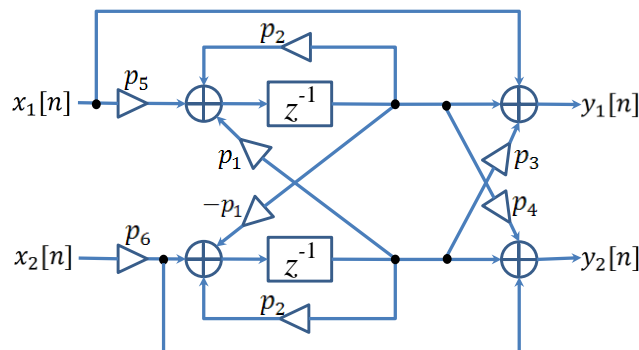 p₂
p₅
x₁[n]
z⁻¹
y₁[n]
p₁
p₃
-p₁
p₄
p₆
x₂[n]
z⁻¹
y₂[n]
p₂